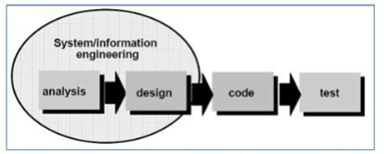 System/information
engineering
analysis
design
code
test